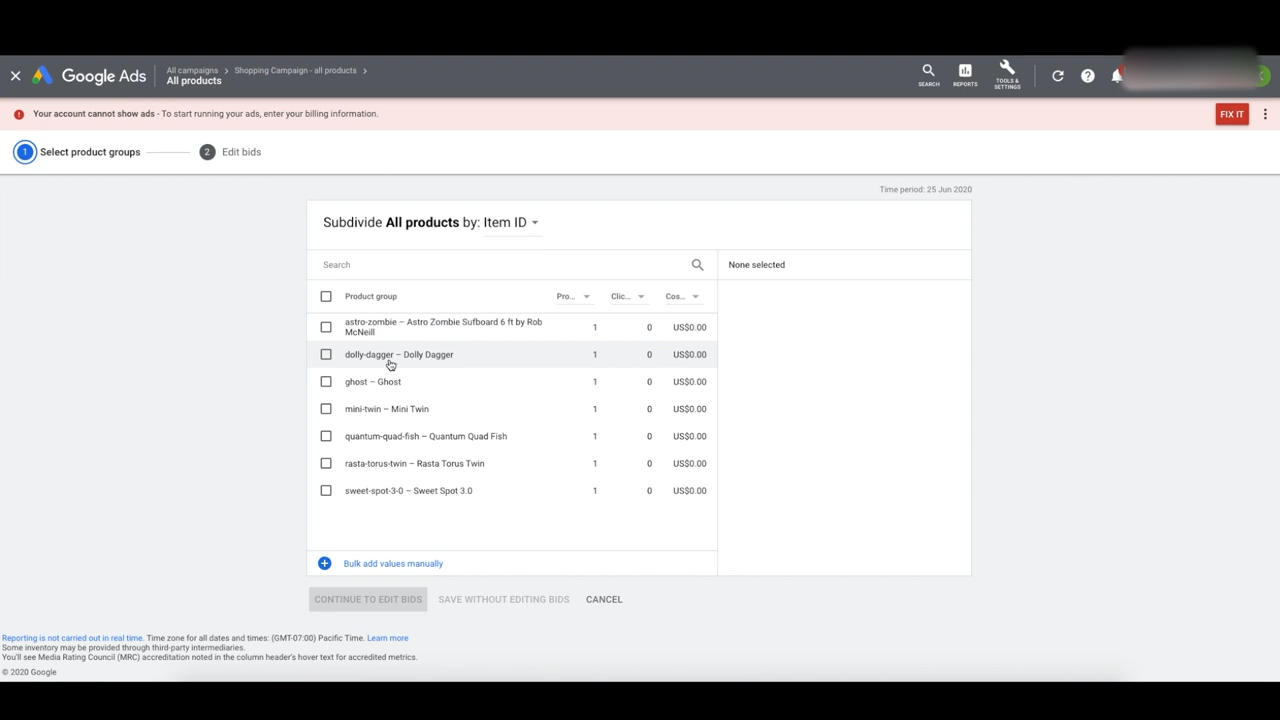 Google Ads
All campaigns > Shopping Campaign - all products >
All products
SEARCH
REPORTS
TOOLS &
SETTINGS
Your account cannot show ads - To start running your ads, enter your billing information.
FIX IT
1 Select product groups
2 Edit bids
Time period: 25 Jun 2020
Subdivide All products by: Item ID
Search
None selected
Product group Pro... Clic... Cos...
astro-zombie – Astro Zombie Sufboard 6 ft by Rob
McNeill 1 0 US$0.00
dolly-dagger – Dolly Dagger 1 0 US$0.00
ghost – Ghost 1 0 US$0.00
mini-twin – Mini Twin 1 0 US$0.00
quantum-quad-fish – Quantum Quad Fish 1 0 US$0.00
rasta-torus-twin – Rasta Torus Twin 1 0 US$0.00
sweet-spot-3-0 – Sweet Spot 3.0 1 0 US$0.00
Bulk add values manually
CONTINUE TO EDIT BIDS SAVE WITHOUT EDITING BIDS CANCEL
Reporting is not carried out in real time. Time zone for all dates and times: (GMT-07:00) Pacific Time. Learn more
Some inventory may be provided through third-party intermediaries.
You'll see Media Rating Council (MRC) accreditation noted in the column header's hover text for accredited metrics.
© 2020 Google